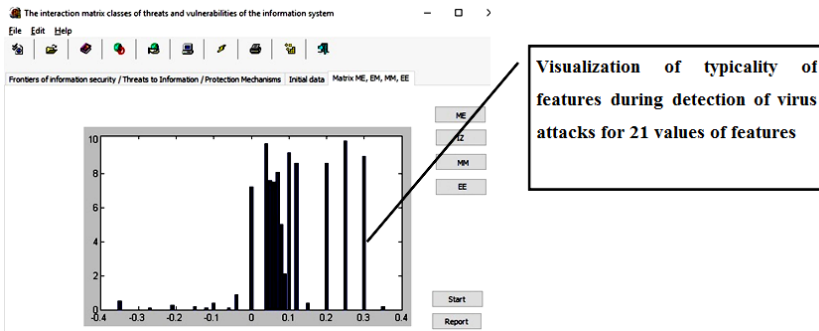 The interaction matrix classes of threats and vulnerabilities of the information system
File Edit Help
Frontiers of information security / Threats to Information / Protection Mechanisms Initial data Matrix ME, EM, MM, EE
Visualization of typicality of
features during detection of virus
attacks for 21 values of features
ME
IZ
MM
EE
10
8
6
4
2
0
-0.4 -0.3 -0.2 -0.1 0 0.1 0.2 0.3 0.4
Start
Report